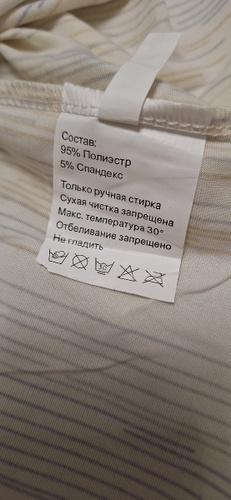 Состав:
95% Полиэстр
5% Спандекс
Только ручная стирка
Сухая чистка запрещена
Макс. температура 30°
Отбеливание запрещено
Не гладить